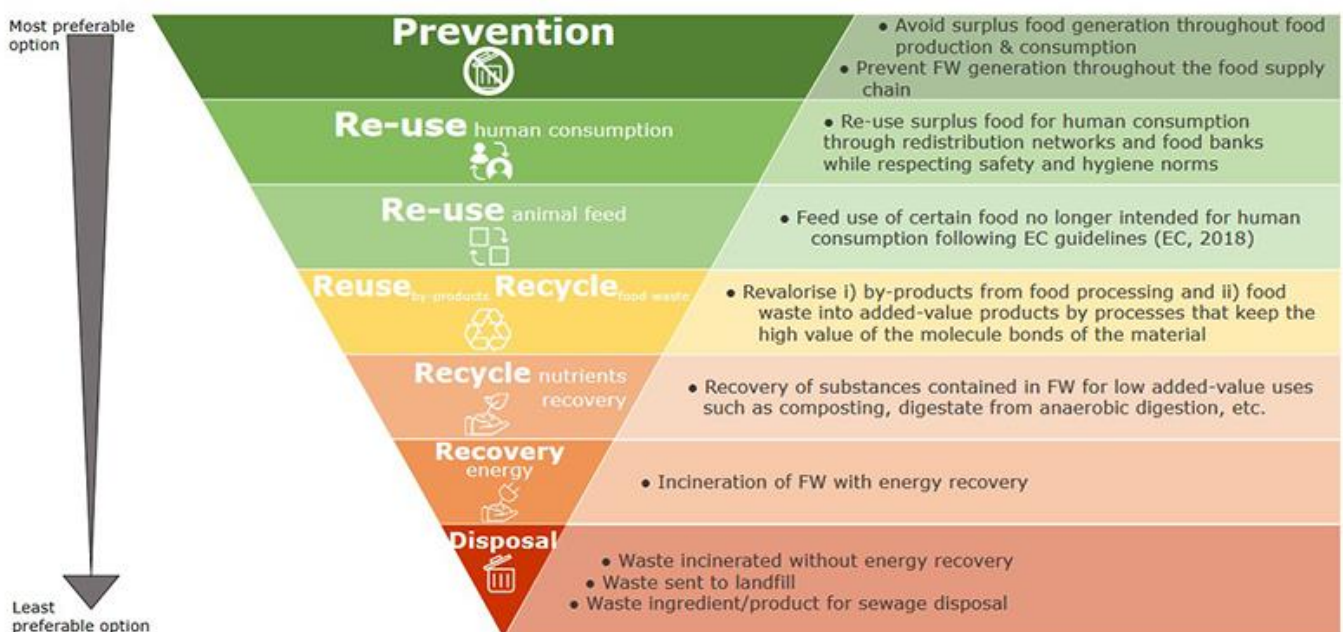 Most preferable
option
Prevention
● Avoid surplus food generation throughout food
production & consumption
● Prevent FW generation throughout the food supply
chain
Re-use human consumption
● Re-use surplus food for human consumption
through redistribution networks and food banks
while respecting safety and hygiene norms
Re-use animal feed
● Feed use of certain food no longer intended for human
consumption following EC guidelines (EC, 2018)
Reuse by-products Recycle food waste
● Revalorise i) by-products from food processing and ii) food
waste into added-value products by processes that keep the
high value of the molecule bonds of the material
Recycle nutrients
recovery
● Recovery of substances contained in FW for low added-value uses
such as composting, digestate from anaerobic digestion, etc.
Recovery
energy
● Incineration of FW with energy recovery
Disposal
● Waste incinerated without energy recovery
● Waste sent to landfill
● Waste ingredient/product for sewage disposal
Least
preferable option